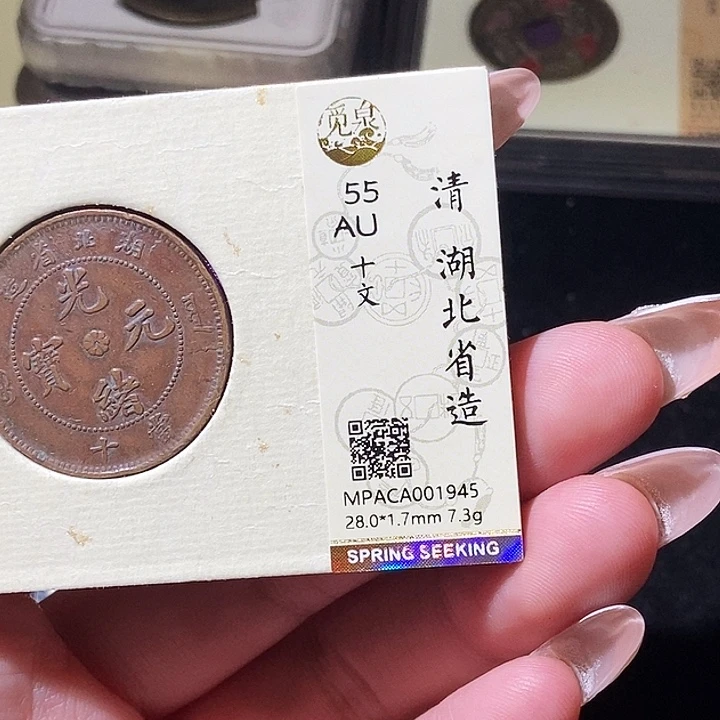 湖北省造
光緒元寶
當十
觅泉
55
AU
十文
清 湖北省造
MPACA001945
28.0*1.7mm 7.3g
SPRING SEEKING